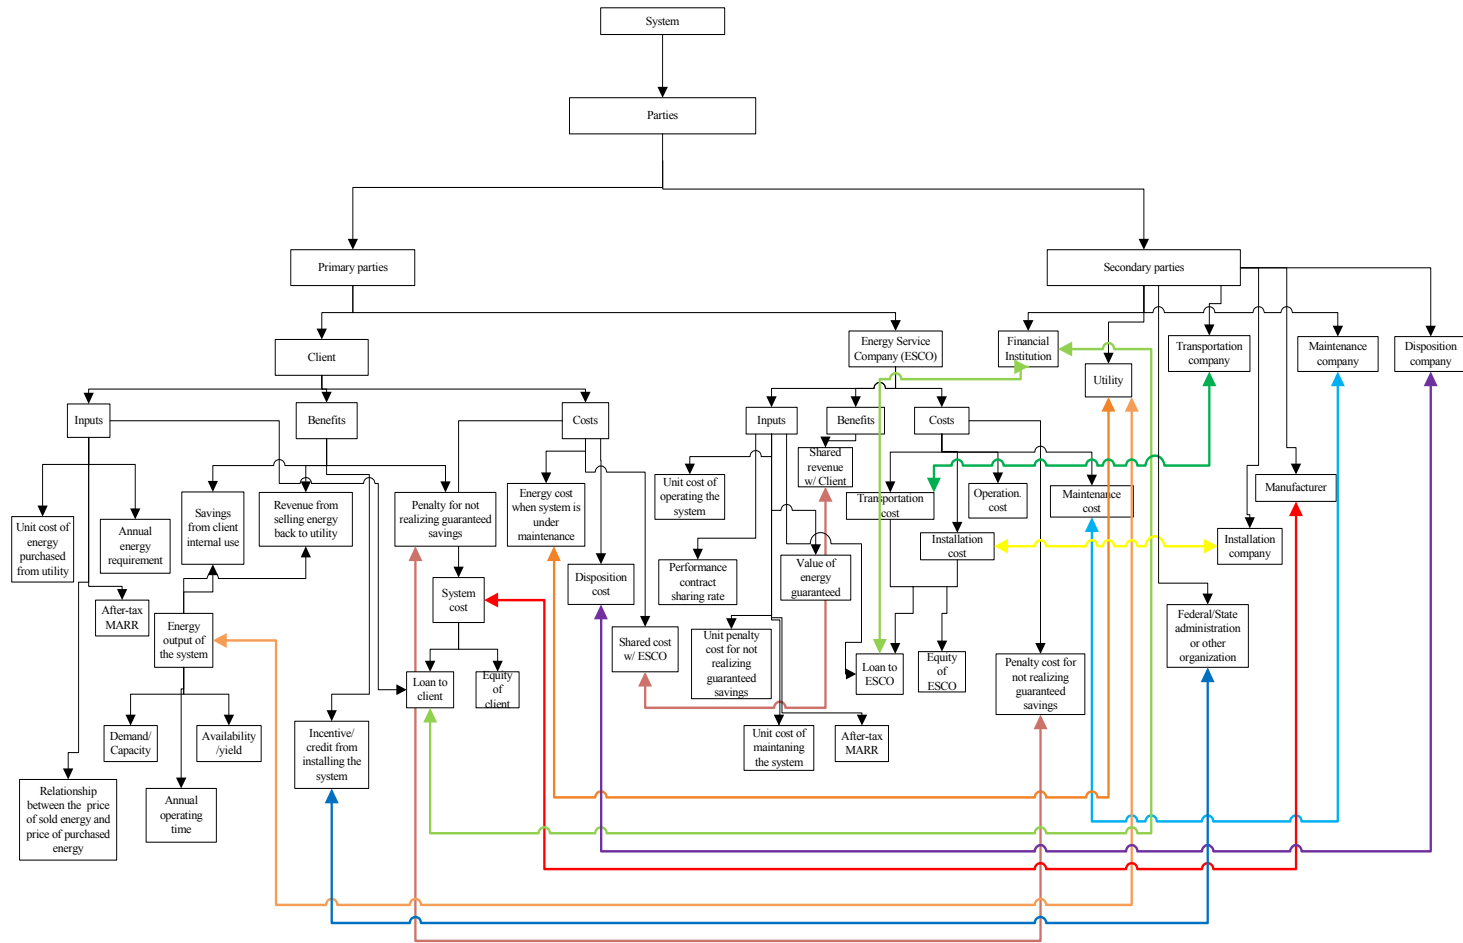 System
Parties
Primary parties
Secondary parties
Client
Energy Service
Company (ESCO)
Financial
Institution
Utility
Transportation
company
Maintenance
company
Disposition
company
Inputs
Benefits
Costs
Inputs
Benefits
Costs
Unit cost of
energy
purchased
from utility
Annual
energy
requirement
Savings
from client
internal use
Revenue from
selling energy
back to utility
Penalty for not
realizing guaranteed
savings
Energy cost
when system is
under
maintenance
Unit cost of
operating the
system
Shared
revenue
w/ Client
Transportation
cost
Operation.
cost
Maintenance
cost
Manufacturer
Installation
cost
Installation
company
After-tax
MARR
Energy
output of
the system
System
cost
Disposition
cost
Shared cost
w/ ESCO
Performance
contract
sharing rate
Value of
energy
guaranteed
Unit penalty
cost for not
realizing
guaranteed
savings
Loan to
ESCO
Equity
of
ESCO
Penalty cost for
not realizing
guaranteed
savings
Federal/State
administration
or other
organization
Loan to
client
Equity
of
client
Demand/
Capacity
Availability
/yield
Incentive/
credit from
installing the
system
Unit cost of
maintaning
the system
After-tax
MARR
Relationship
between the price
of sold energy and
price of purchased
energy
Annual
operating
time